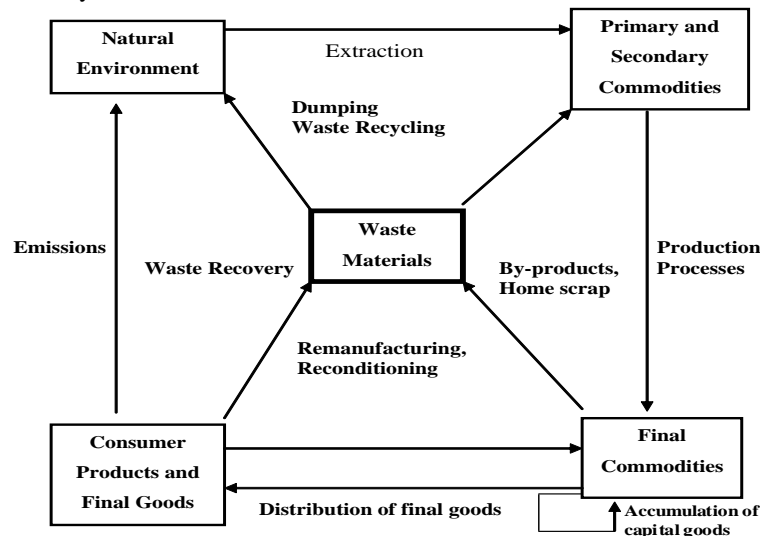 Natural
Environment
Extraction
Primary and
Secondary
Commodities
Dumping
Waste Recycling
Emissions
Waste Recovery
Waste
Materials
By-products,
Home scrap
Production
Processes
Remanufacturing,
Reconditioning
Consumer
Products and
Final Goods
Final
Commodities
Distribution of final goods
Accumulation of
capital goods